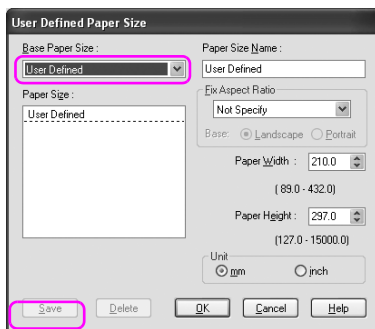 User Defined Paper Size
Base Paper Size :
User Defined
Paper Size :
User Defined
Paper Size Name :
User Defined
Fix Aspect Ratio
Not Specify
Base: Landscape Portrait
Paper Width : 210.0
( 89.0 - 432.0)
Paper Height : 297.0
(127.0 - 15000.0)
Unit
mm inch
Save Delete OK Cancel Help